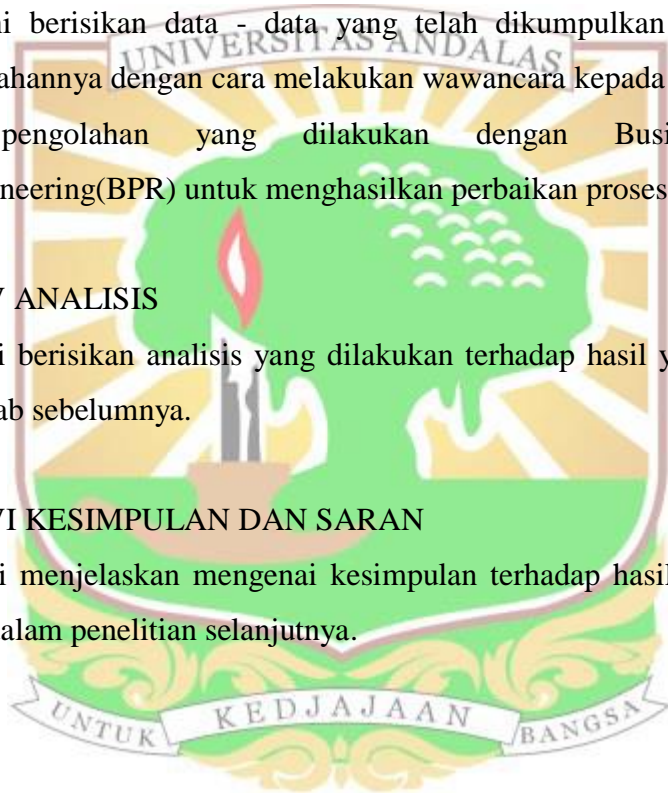 ni berisikan data - data yang telah dikumpulkan
UNIVERSITAS ANDALAS
ahannya dengan cara melakukan wawancara kepada
pengolahan yang dilakukan dengan Busi
neering(BPR) untuk menghasilkan perbaikan proses
ANALISIS
i berisikan analisis yang dilakukan terhadap hasil y
ab sebelumnya.
VI KESIMPULAN DAN SARAN
i menjelaskan mengenai kesimpulan terhadap hasil
alam penelitian selanjutnya.
UNTUK KEDJAJAAN BANGSA